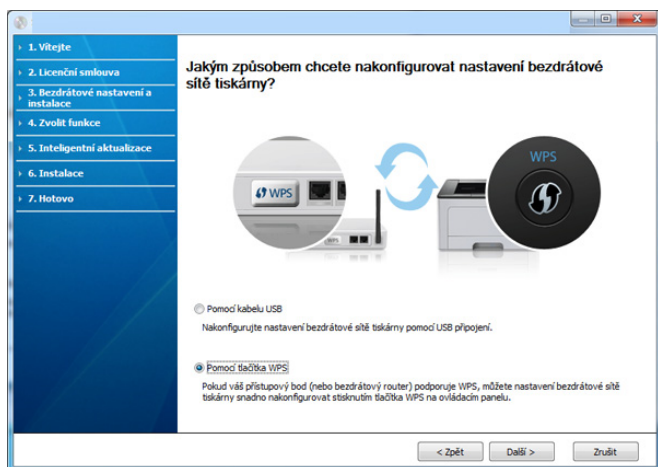 1. Vítejte
2. Licenční smlouva
3. Bezdrátové nastavení a
instalace
4. Zvolit funkce
5. Inteligentní aktualizace
6. Instalace
7. Hotovo
Jakým způsobem chcete nakonfigurovat nastavení bezdrátové
sítě tiskárny?
WPS
WPS
WPS
Pomocí kabelu USB
Nakonfigurujte nastavení bezdrátové sítě tiskárny pomocí USB připojení.
Pomocí tlačítka WPS
Pokud váš přístupový bod (nebo bezdrátový router) podporuje WPS, můžete nastavení bezdrátové sítě
tiskárny snadno nakonfigurovat stisknutím tlačítka WPS na ovládacím panelu.
< Zpět
Další >
Zrušit